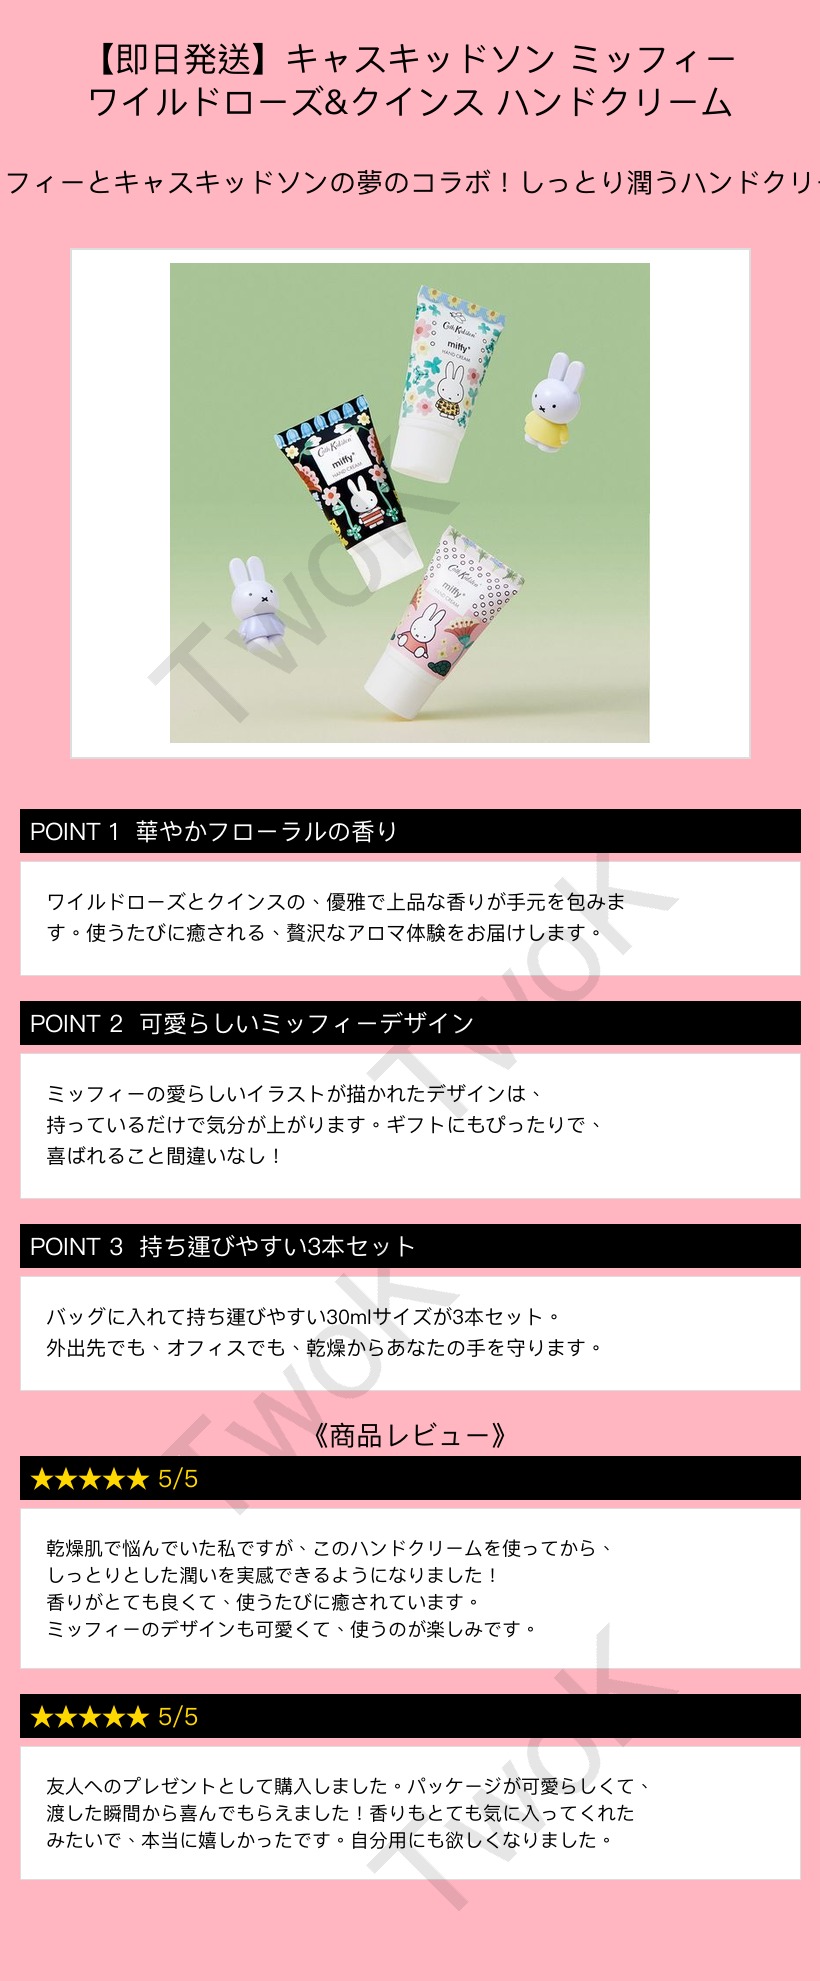 【即日発送】キャスキッドソン ミッフィー
ワイルドローズ&クインス ハンドクリーム
フィーとキャスキッドソンの夢のコラボ！しっとり潤うハンドクリ
Cath Kidston
miffy
HAND CREAM
Cath Kidston
miffy
HAND CREAM
Cath Kidston
miffy
HAND CREAM
TwoK
POINT 1 華やかフローラルの香り
ワイルドローズとクインスの、優雅で上品な香りが手元を包みま
す。使うたびに癒される、贅沢なアロマ体験をお届けします。
TwoK
POINT 2 可愛らしいミッフィーデザイン
ミッフィーの愛らしいイラストが描かれたデザインは、
持っているだけで気分が上がります。ギフトにもぴったりで、
喜ばれること間違いなし！
POINT 3 持ち運びやすい3本セット
バッグに入れて持ち運びやすい30mlサイズが3本セット。
外出先でも、オフィスでも、乾燥からあなたの手を守ります。
TwoK
《商品レビュー》
★★★★★ 5/5
乾燥肌で悩んでいた私ですが、このハンドクリームを使ってから、
しっとりとした潤いを実感できるようになりました！
香りがとても良くて、使うたびに癒されています。
ミッフィーのデザインも可愛くて、使うのが楽しみです。
★★★★★ 5/5
友人へのプレゼントとして購入しました。パッケージが可愛らしくて、
渡した瞬間から喜んでもらえました！香りもとても気に入ってくれた
みたいで、本当に嬉しかったです。自分用にも欲しくなりました。
TwoK